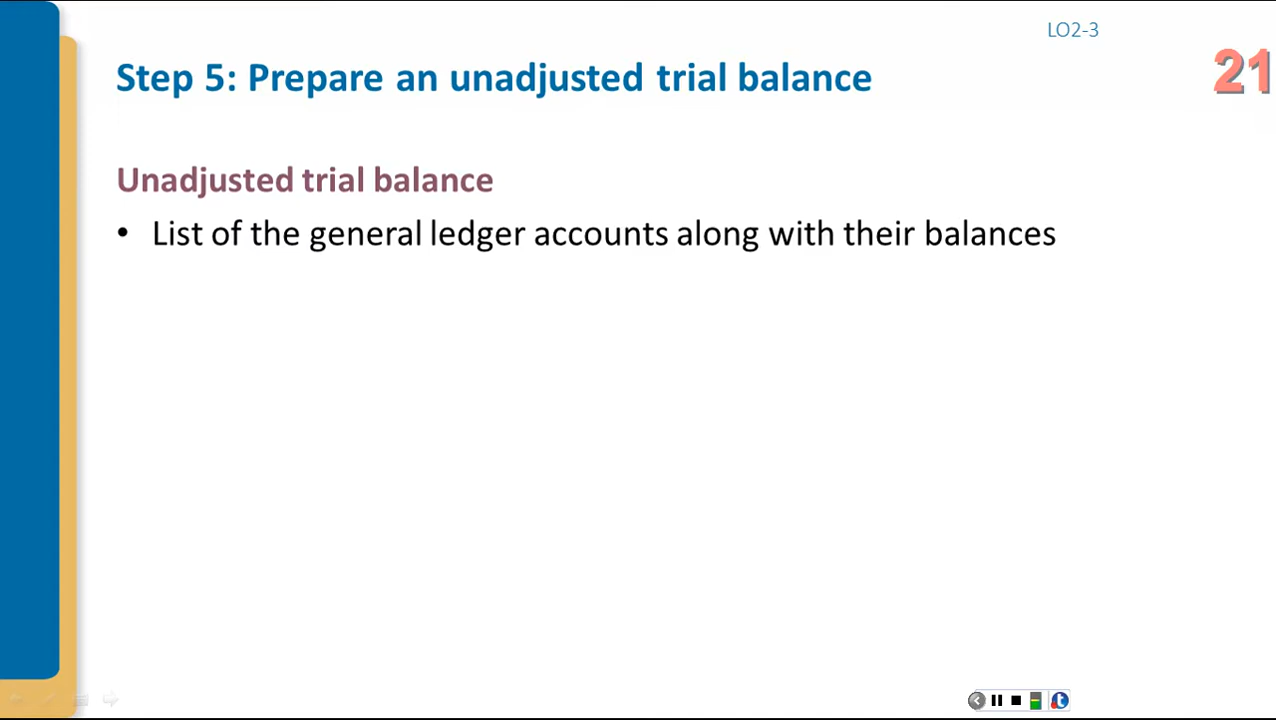 LO2-3
Step 5: Prepare an unadjusted trial balance
21
Unadjusted trial balance
• List of the general ledger accounts along with their balances
t